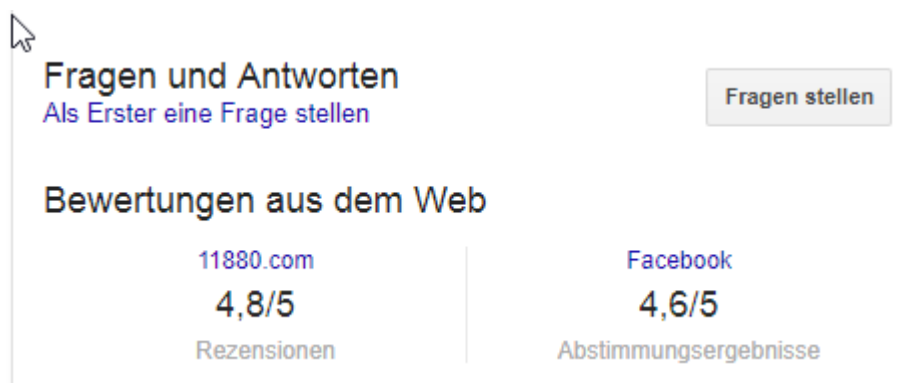 Fragen und Antworten
Als Erster eine Frage stellen
Fragen stellen
Bewertungen aus dem Web
11880.com
4,8/5
Rezensionen
Facebook
4,6/5
Abstimmungsergebnisse